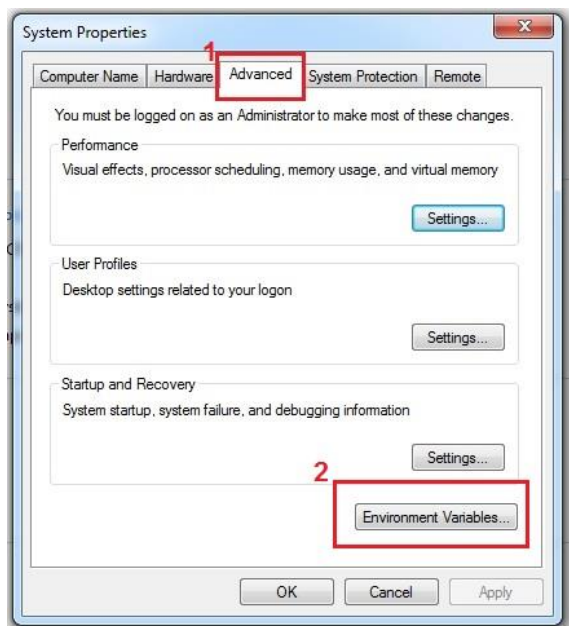 System Properties
1
Computer Name Hardware Advanced System Protection Remote
You must be logged on as an Administrator to make most of these changes.
Performance
Visual effects, processor scheduling, memory usage, and virtual memory
Settings...
User Profiles
Desktop settings related to your logon
Settings...
Startup and Recovery
System startup, system failure, and debugging information
Settings...
2
Environment Variables...
OK Cancel Apply